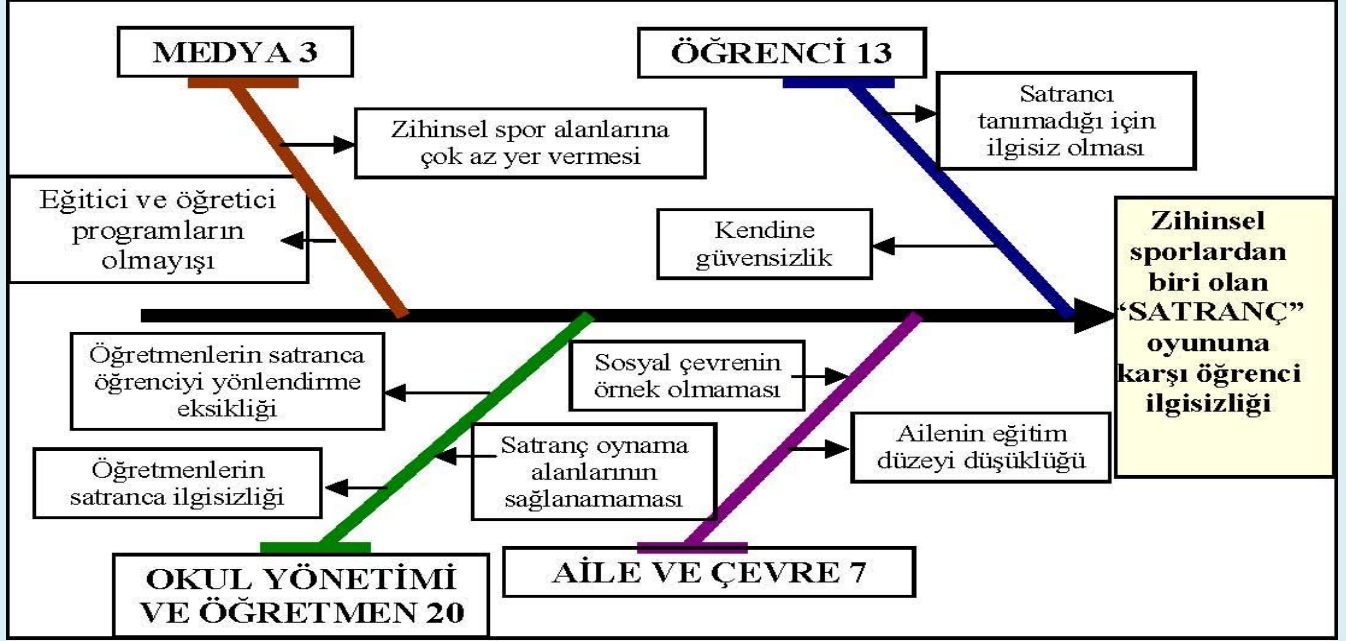 MEDYA 3
ÖĞRENCİ 13
Zihinsel spor alanlarına
çok az yer vermesi
Satrancı
tanımadığı için
ilgisiz olması
Eğitici ve öğretici
programların
olmayışı
Kendine
güvensizlik
Zihinsel
sporlardan
biri olan
“SATRANÇ”
oyununa
karşı öğrenci
ilgisizliği
Öğretmenlerin satranca
öğrenciyi yönlendirme
eksikliği
Sosyal çevrenin
örnek olmaması
Öğretmenlerin
satranca ilgisizliği
Satranç oynama
alanlarının
sağlanamaması
Ailenin eğitim
düzeyi düşüklüğü
OKUL YÖNETİMİ
VE ÖĞRETMEN 20
AİLE VE ÇEVRE 7